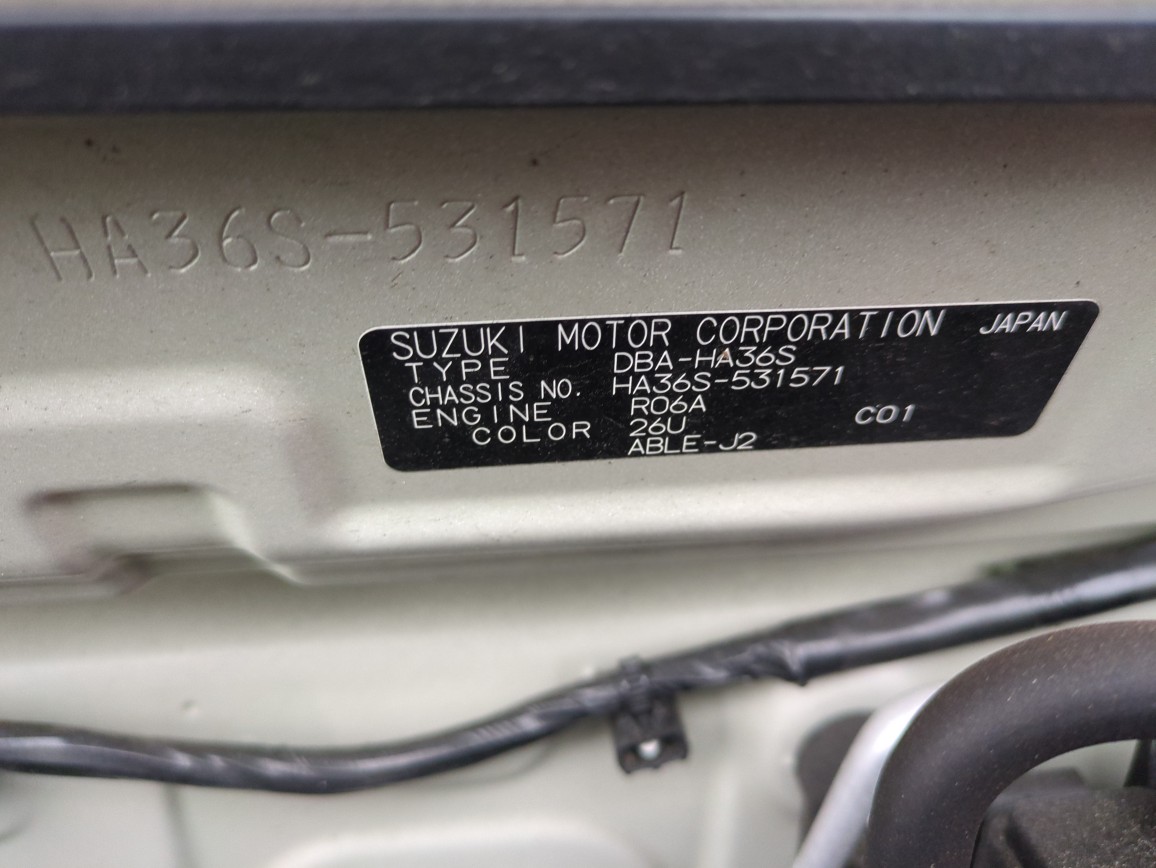 HA36S-531571
SUZUKI MOTOR CORPORATION JAPAN
TYPE DBA-HA36S
CHASSIS NO. HA36S-531571
ENGINE R06A C01
COLOR 26U
ABLE-J2